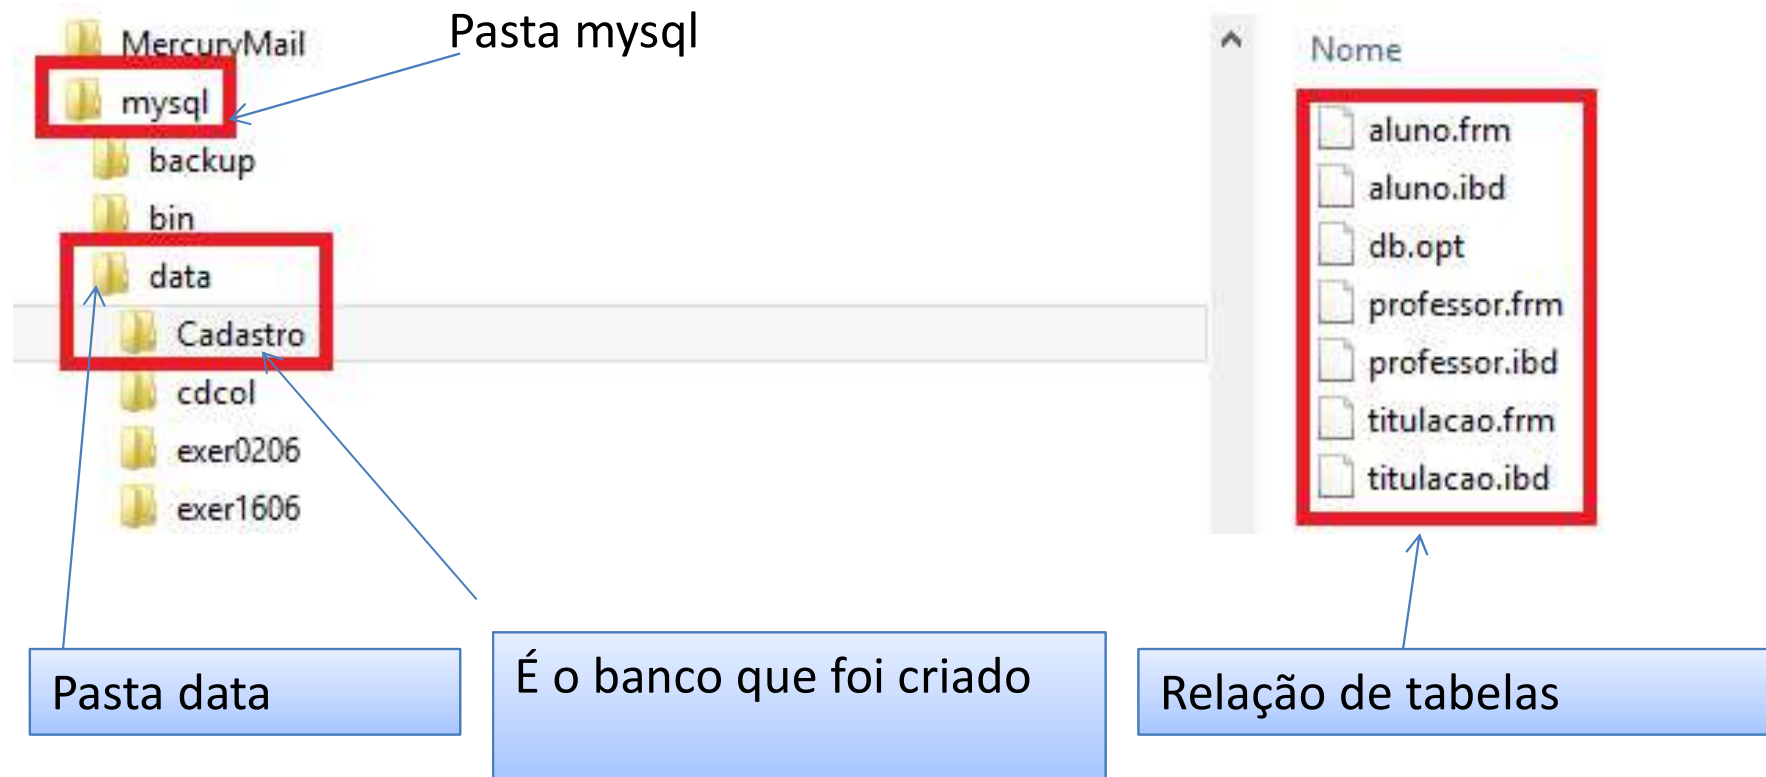 Pasta mysql
MercuryMail
mysql
backup
bin
data
Cadastro
cdcol
exer0206
exer1606
Nome
aluno.frm
aluno.ibd
db.opt
professor.frm
professor.ibd
titulacao.frm
titulacao.ibd
Pasta data
É o banco que foi criado
Relação de tabelas